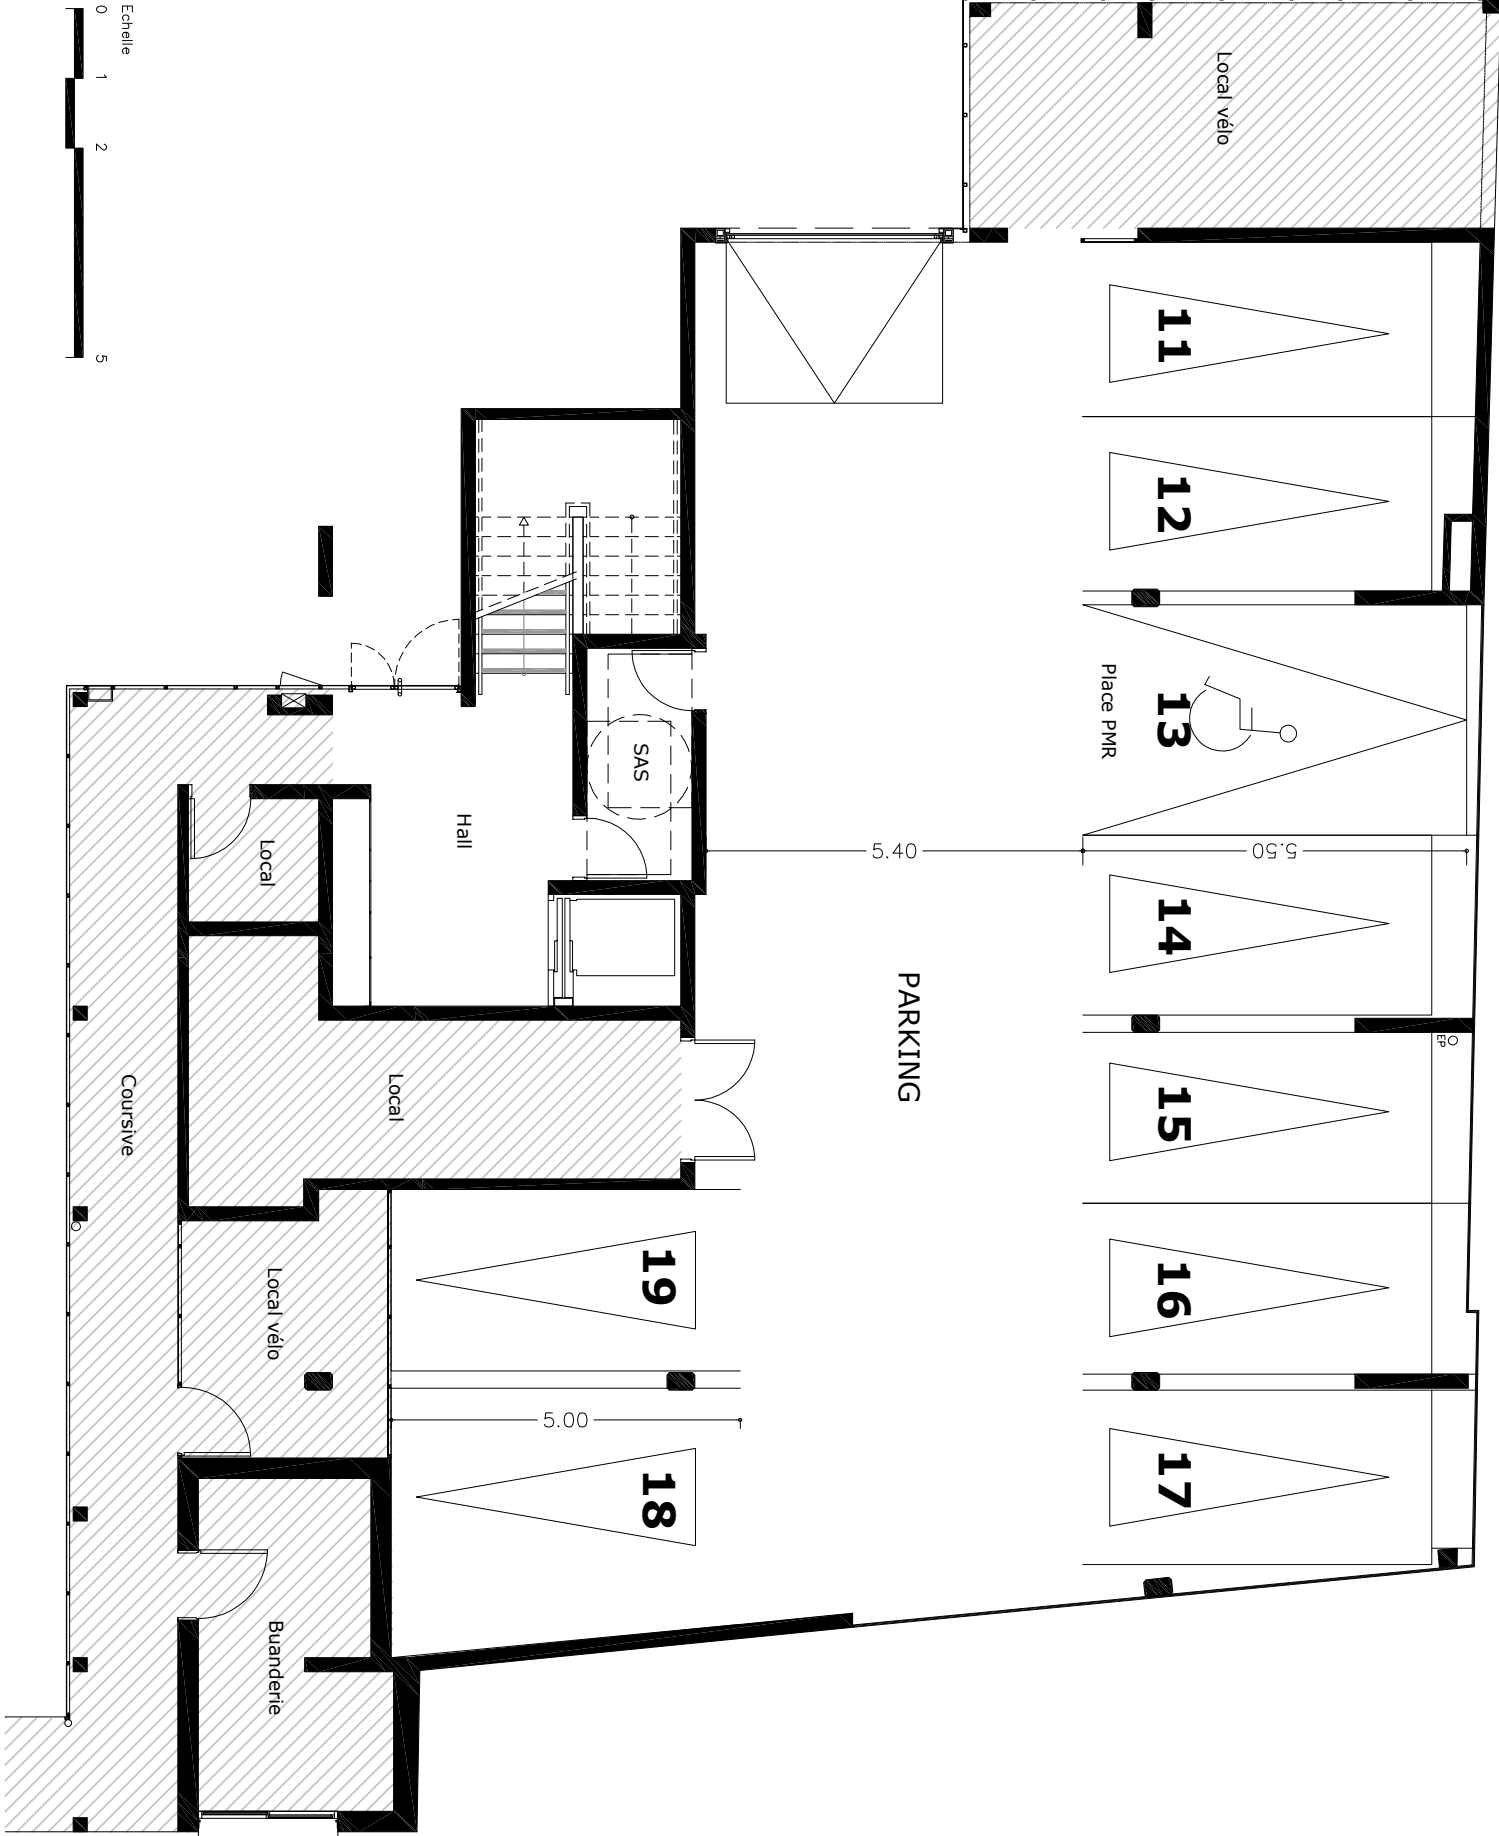 Echelle
0 1 2 5
Local vélo
11
12
13
Place PMR
5.40
5.50
14
PARKING
15
EP
16
17
SAS
Hall
Local
Local
Coursive
19
Local vélo
5.00
18
Buanderie